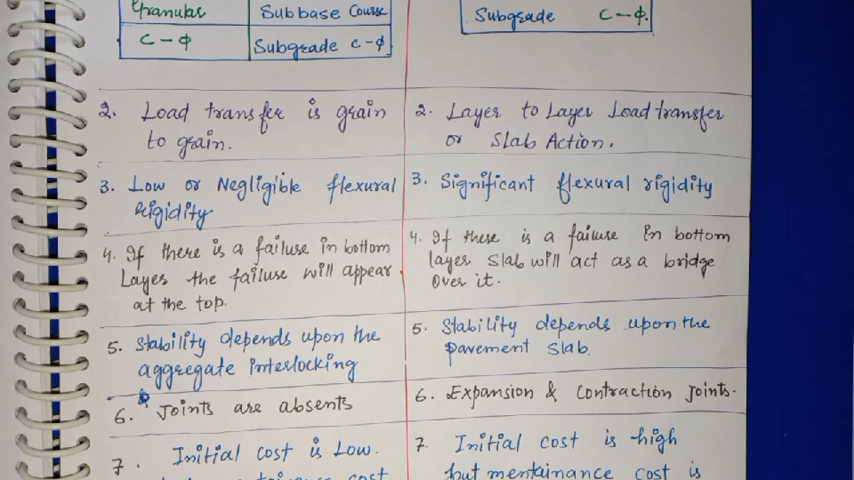 Granular Subbase Course
C-φ Subgrade C-φ
Subgrade C-φ.
2. Load transfer is grain
to grain.
2. Layer to Layer Load transfer
or Slab Action.
3. Low or Negligible flexural
rigidity
3. Significant flexural rigidity
4. If there is a failure in bottom
Layer the failure will appear
at the top.
4. If there is a failure in bottom
layer slab will act as a bridge
over it.
5. Stability depends upon the
aggregate interlocking
5. Stability depends upon the
pavement slab.
6. Joints are absents
6. Expansion & Contraction Joints.
7. Initial cost is Low.
cost
7. Initial cost is high
but mentainance cost is